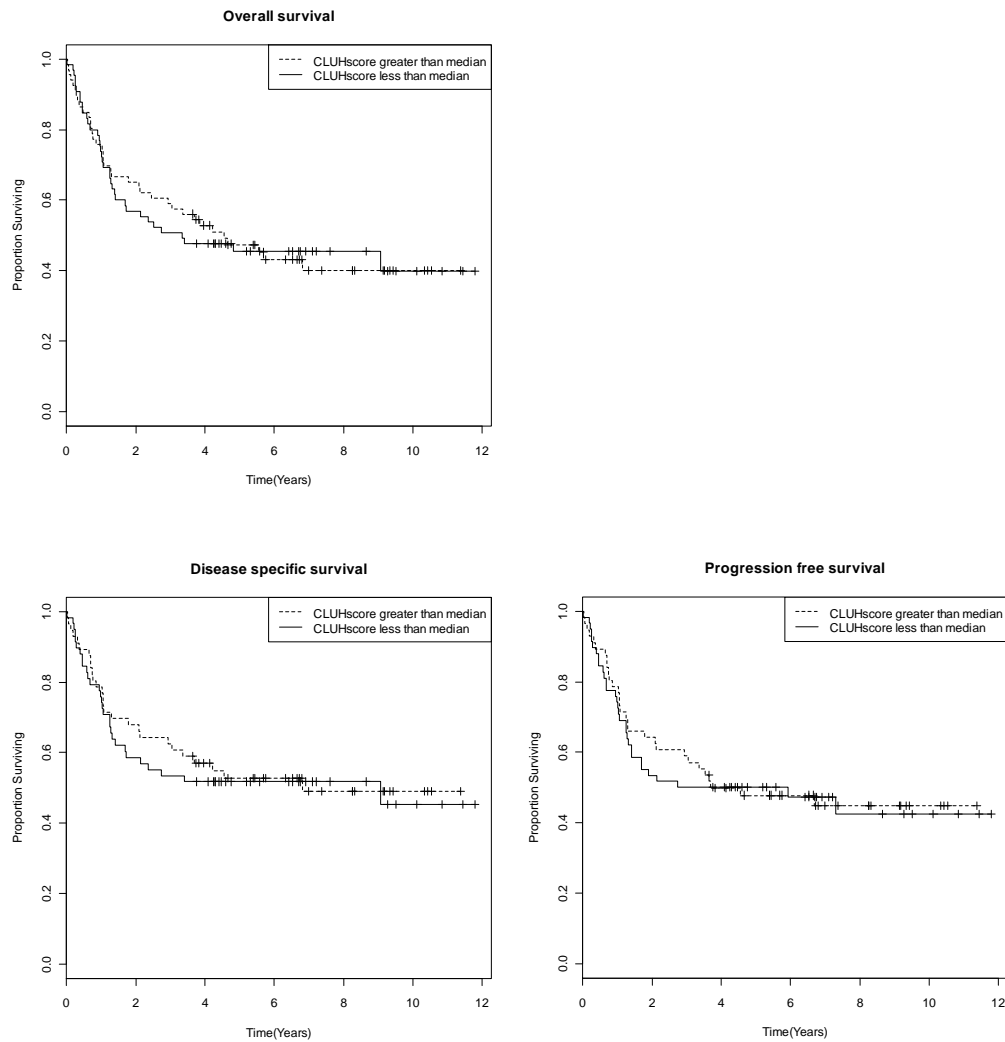 Overall survival
CLUHscore greater than median
CLUHscore less than median
Proportion Surviving
1.0
0.8
0.6
0.4
0.2
0.0
0 2 4 6 8 10 12
Time(Years)
Disease specific survival
CLUHscore greater than median
CLUHscore less than median
Proportion Surviving
1.0
0.8
0.6
0.4
0.2
0.0
0 2 4 6 8 10 12
Time(Years)
Progression free survival
CLUHscore greater than median
CLUHscore less than median
Proportion Surviving
1.0
0.8
0.6
0.4
0.2
0.0
0 2 4 6 8 10 12
Time(Years)